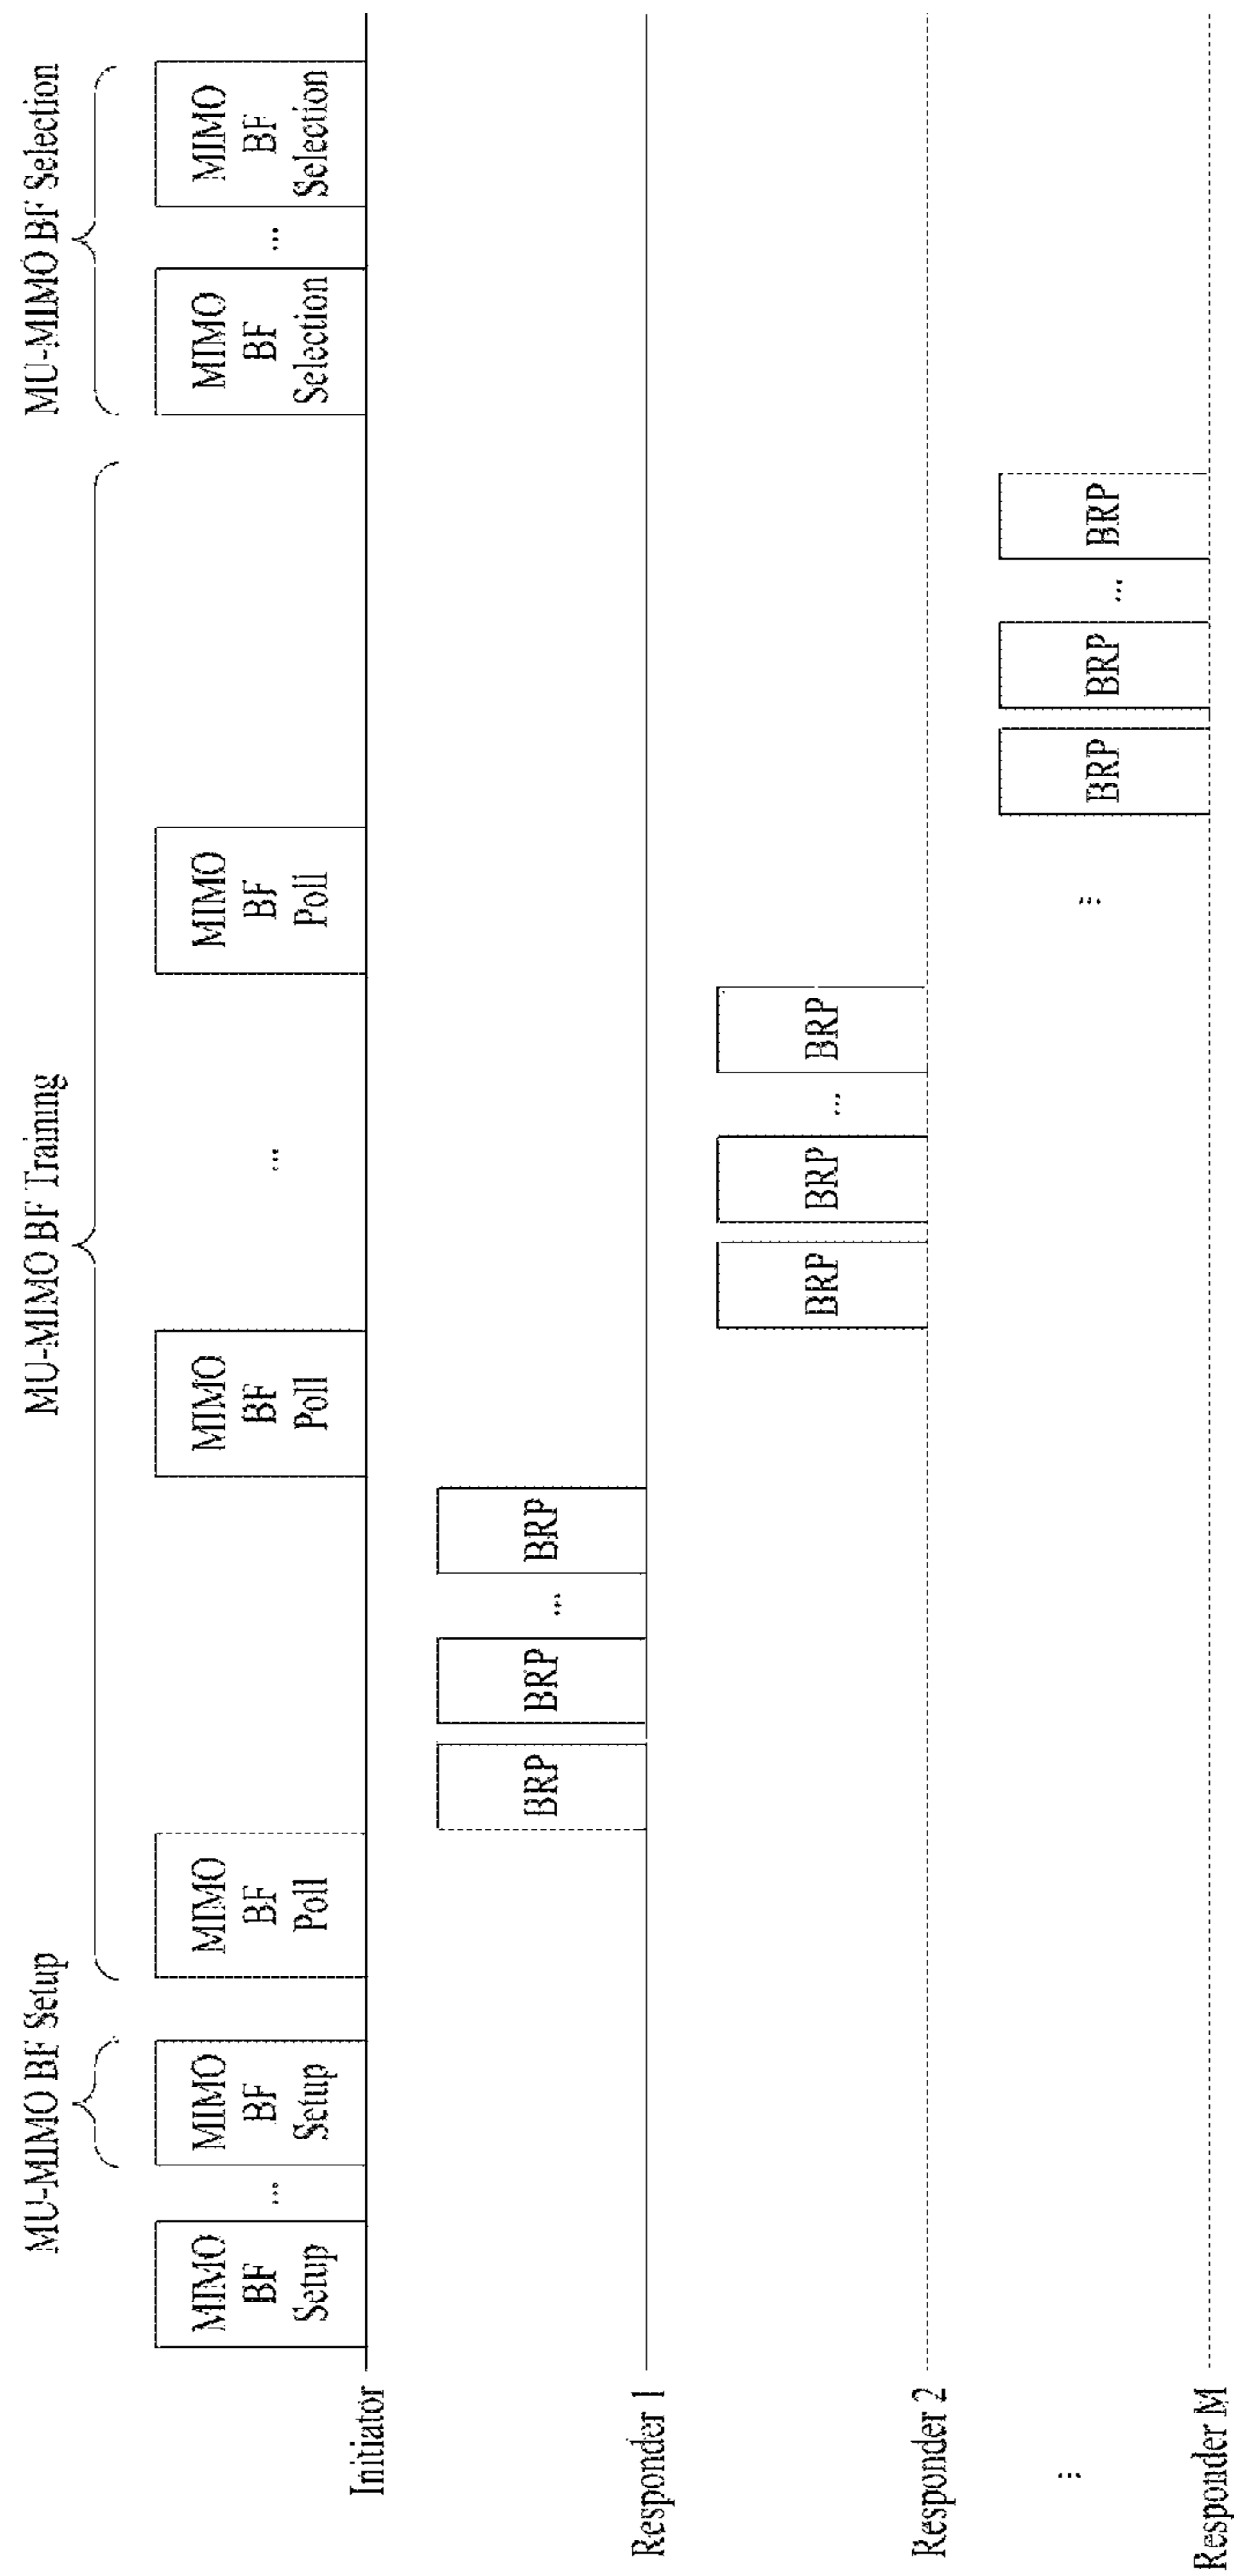 MU-MIMO BF Setup
MU-MIMO BF Training
MU-MIMO BF Selection
MIMO
BF
Setup
...
MIMO
BF
Setup
MIMO
BF
Poll
MIMO
BF
Poll
...
MIMO
BF
Poll
MIMO
BF
Selection
...
MIMO
BF
Selection
Initiator
BRP
BRP
...
BRP
Responder 1
BRP
BRP
...
BRP
Responder 2
...
...
BRP
BRP
...
BRP
Responder M